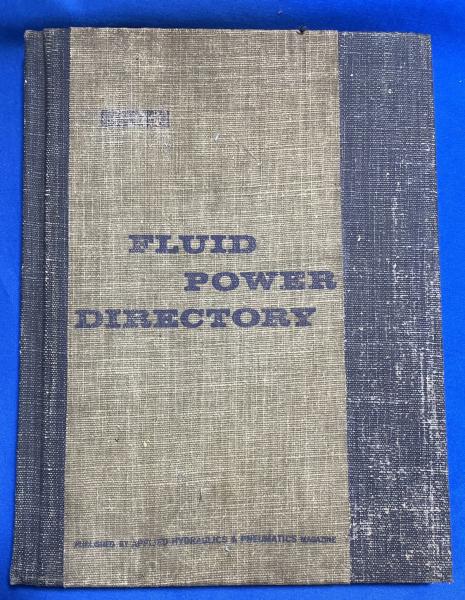 FLUID
POWER
DIRECTORY
PUBLISHED BY APPLIED HYDRAULICS & PNEUMATICS MAGAZINE